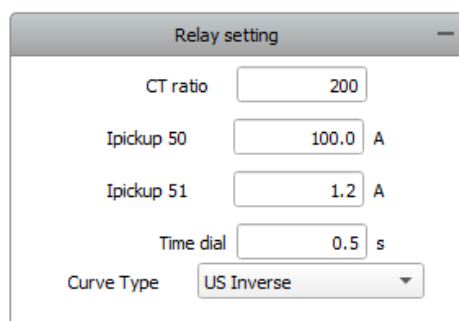 Relay setting
CT ratio 200
Ipickup 50 100.0 A
Ipickup 51 1.2 A
Time dial 0.5 s
Curve Type US Inverse